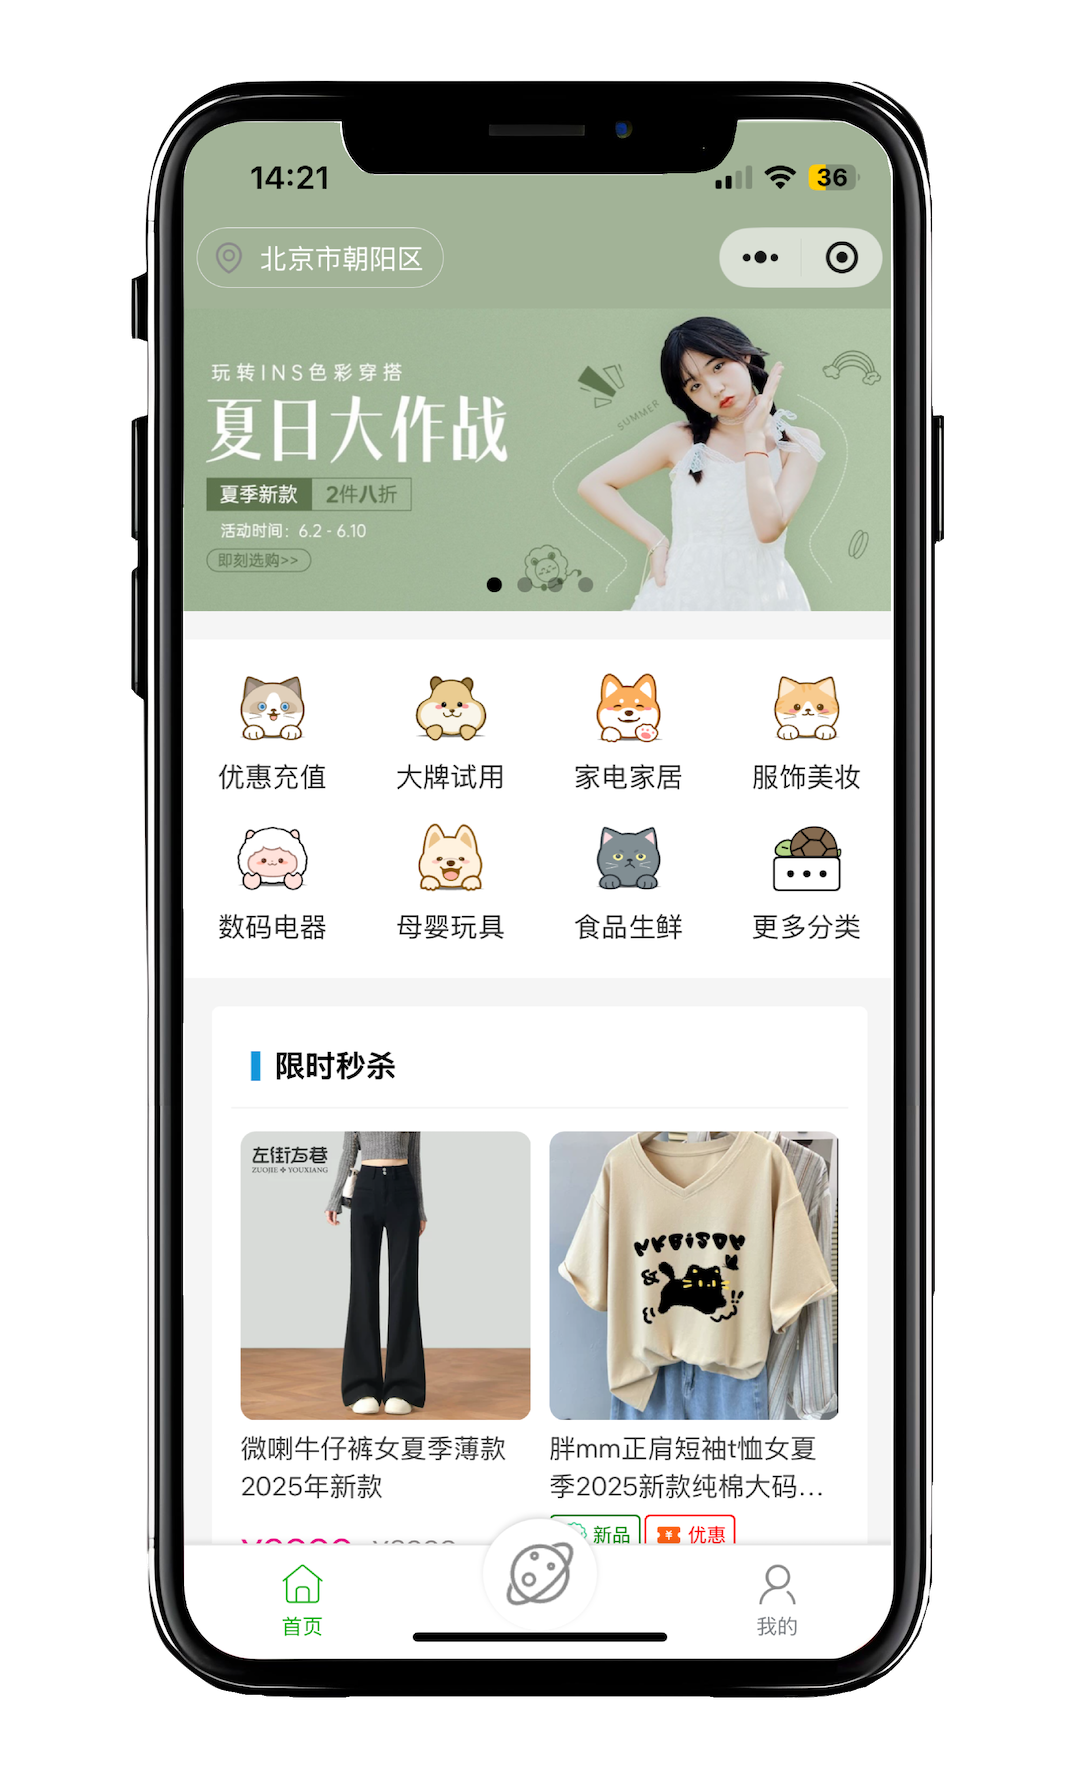 14:21
36
北京市朝阳区
玩转INS色彩穿搭
夏日大作战
夏季新款 2件八折
活动时间：6.2 - 6.10
即刻选购>>
SUMMER
优惠充值 大牌试用 家电家居 服饰美妆
数码电器 母婴玩具 食品生鲜 更多分类
限时秒杀
左街右巷
ZUOJIE YOUXIANG
微喇牛仔裤女夏季薄款
2025年新款
胖mm正肩短袖t恤女夏
季2025新款纯棉大码...
新品 优惠
首页 我的